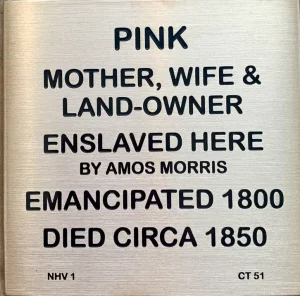 PINK
MOTHER, WIFE &
LAND-OWNER
ENSLAVED HERE
BY AMOS MORRIS
EMANCIPATED 1800
DIED CIRCA 1850
NHV 1 CT 51